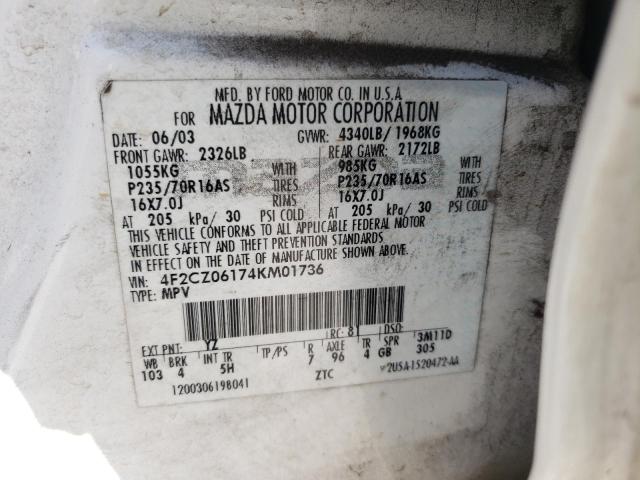 MFD. BY FORD MOTOR CO. IN U.S.A.
FOR MAZDA MOTOR CORPORATION
DATE: 06/03 GVWR: 4340LB/ 1968KG
FRONT GAWR: 2326LB REAR GAWR: 2172LB
1055KG 985KG
P235/70R16AS TIRES P235/70R16AS TIRES
16X7.0J RIMS 16X7.0J RIMS
AT 205 kPa/ 30 PSI COLD AT 205 kPa/ 30 PSI COLD
THIS VEHICLE CONFORMS TO ALL APPLICABLE FEDERAL MOTOR
VEHICLE SAFETY AND THEFT PREVENTION STANDARDS
IN EFFECT ON THE DATE OF MANUFACTURE SHOWN ABOVE.
VIN: 4F2CZ06174KM01736
TYPE: MPV
EXT PNT: YZ RC: 81 DSO:
WB BRK INT TR TP/PS R AXLE TR SPR 3M11D
103 4 5H 7 96 4 GB 305
1200306198041 ZTC 2U5A-1520472-AA